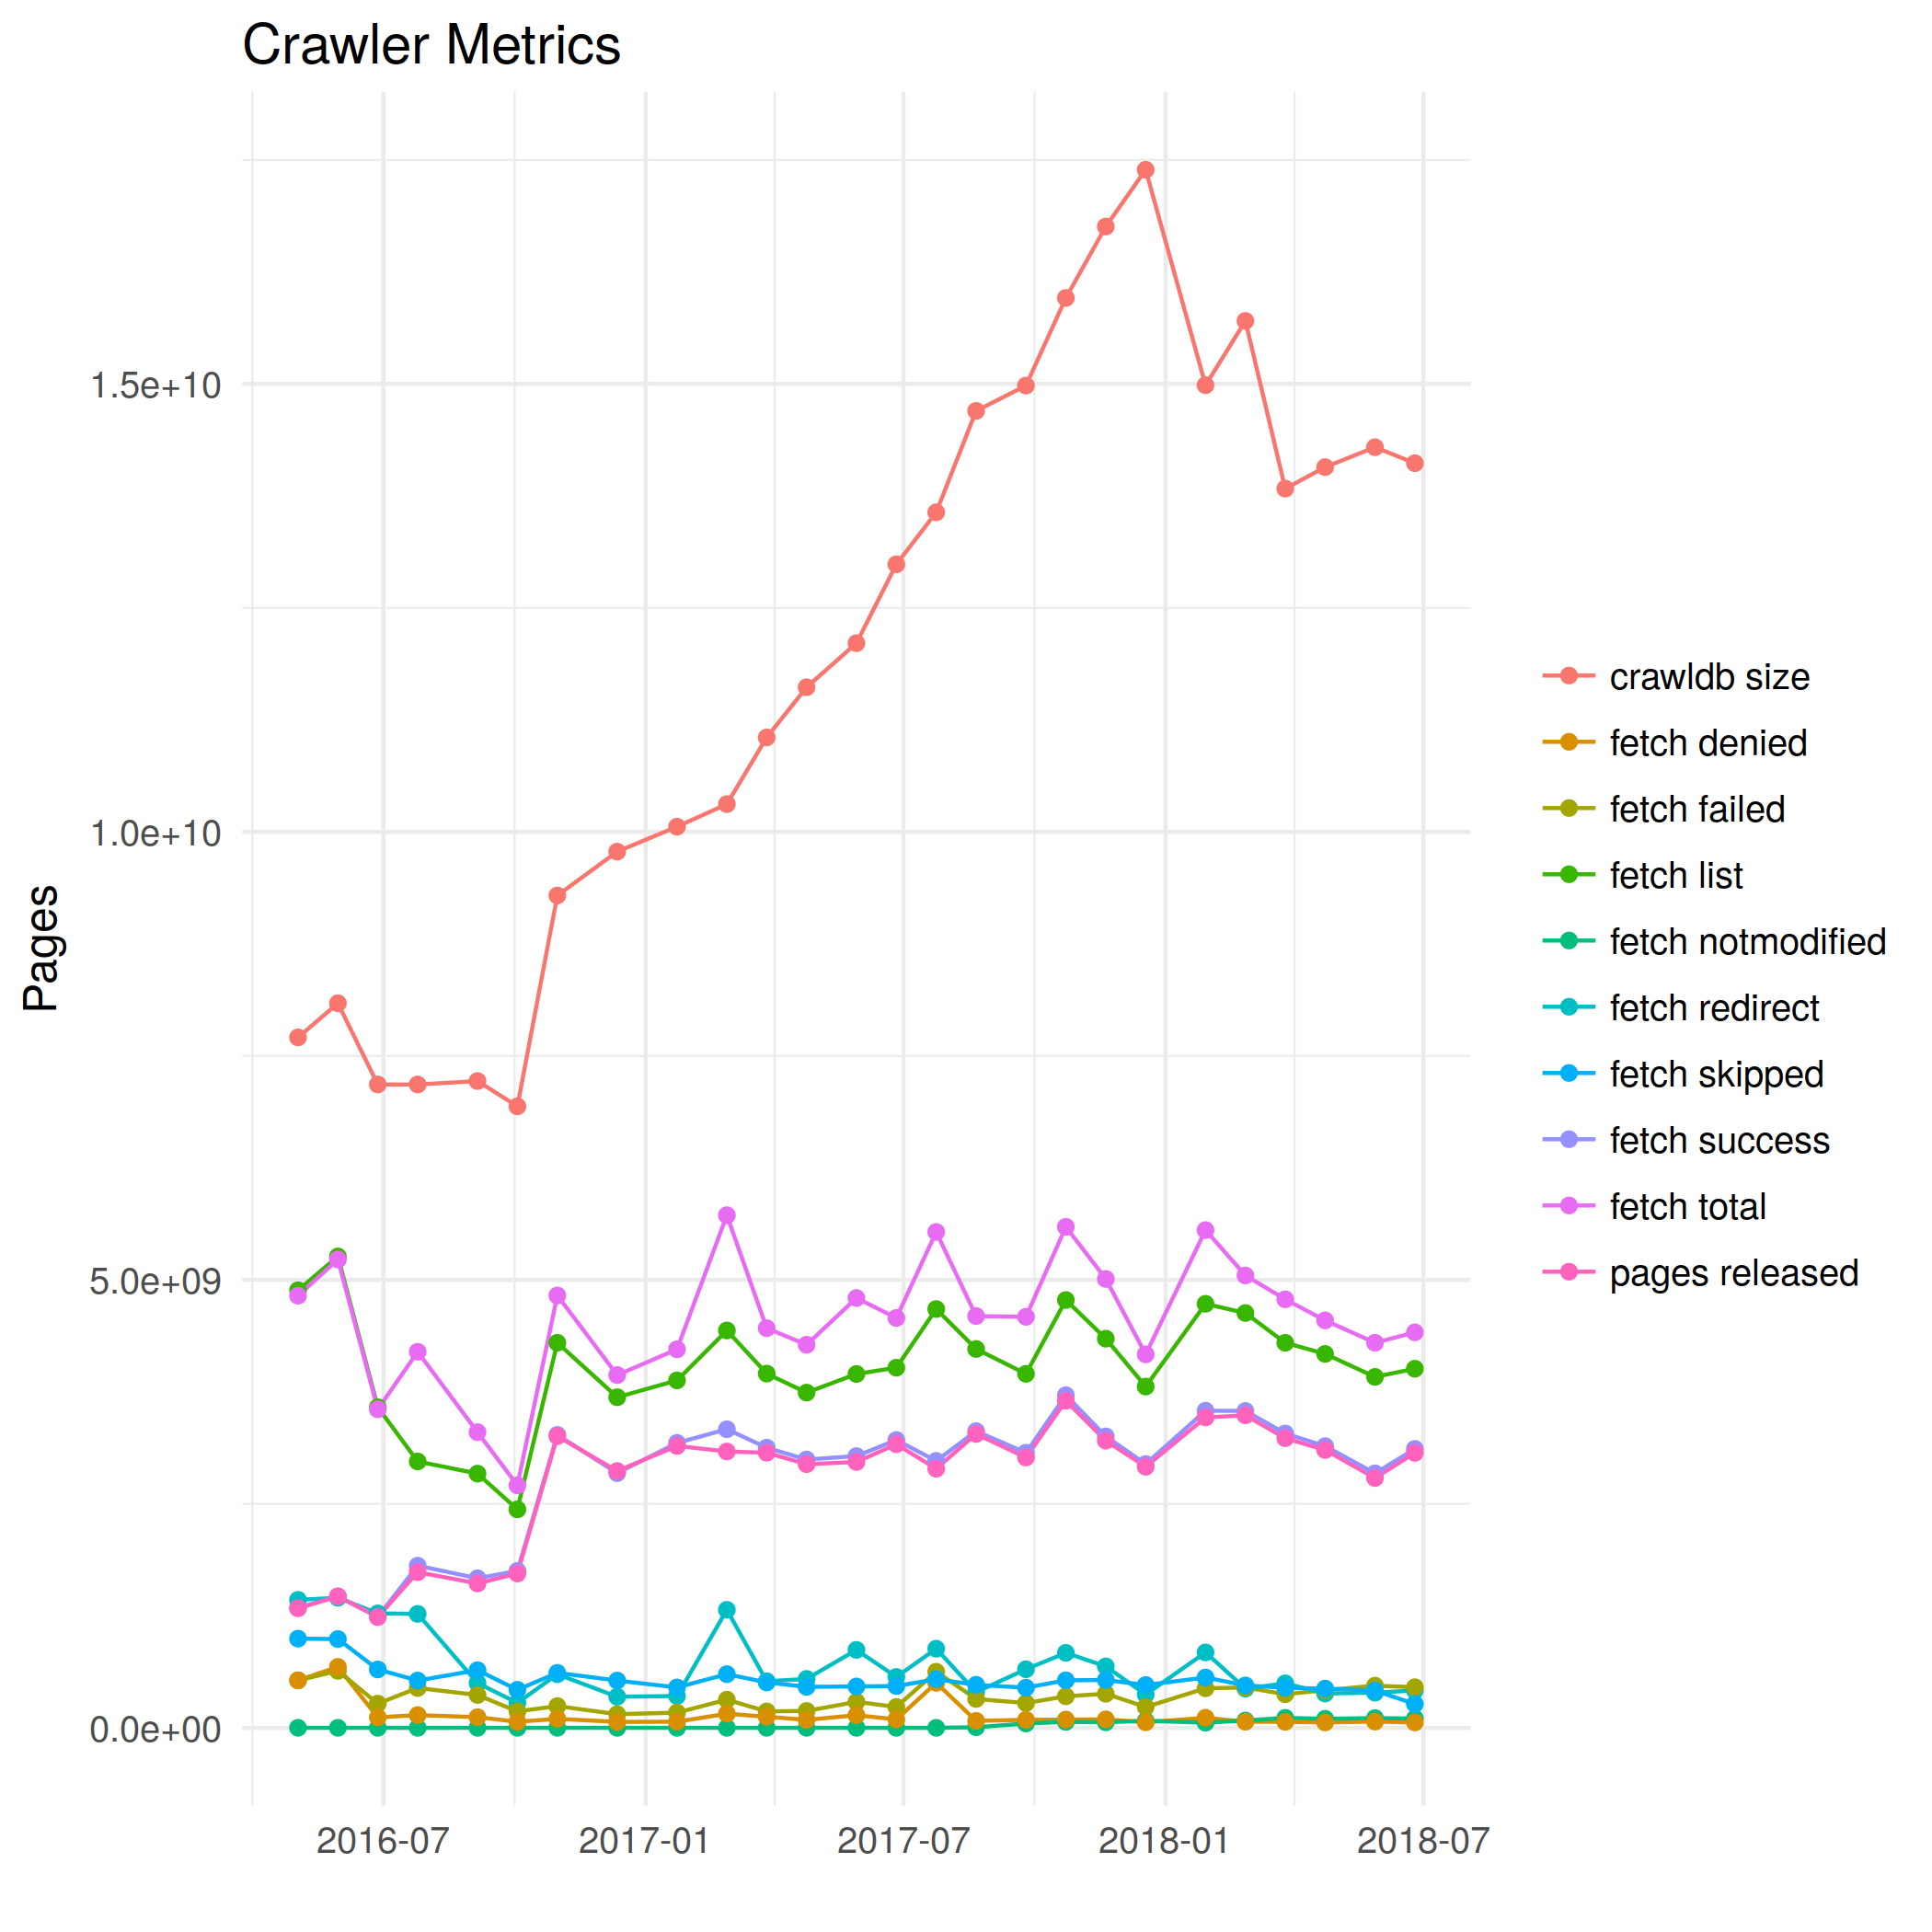 Crawler Metrics
Pages
1.5e+10
1.0e+10
5.0e+09
0.0e+00
2016-07
2017-01
2017-07
2018-01
2018-07
crawldb size
fetch denied
fetch failed
fetch list
fetch notmodified
fetch redirect
fetch skipped
fetch success
fetch total
pages released